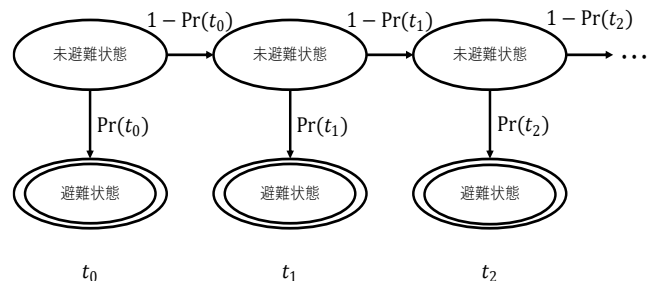 1 − Pr(t₀) 1 − Pr(t₁) 1 − Pr(t₂)
未避難状態 未避難状態 未避難状態 ⋯
Pr(t₀) Pr(t₁) Pr(t₂)
避難状態 避難状態 避難状態
t₀ t₁ t₂